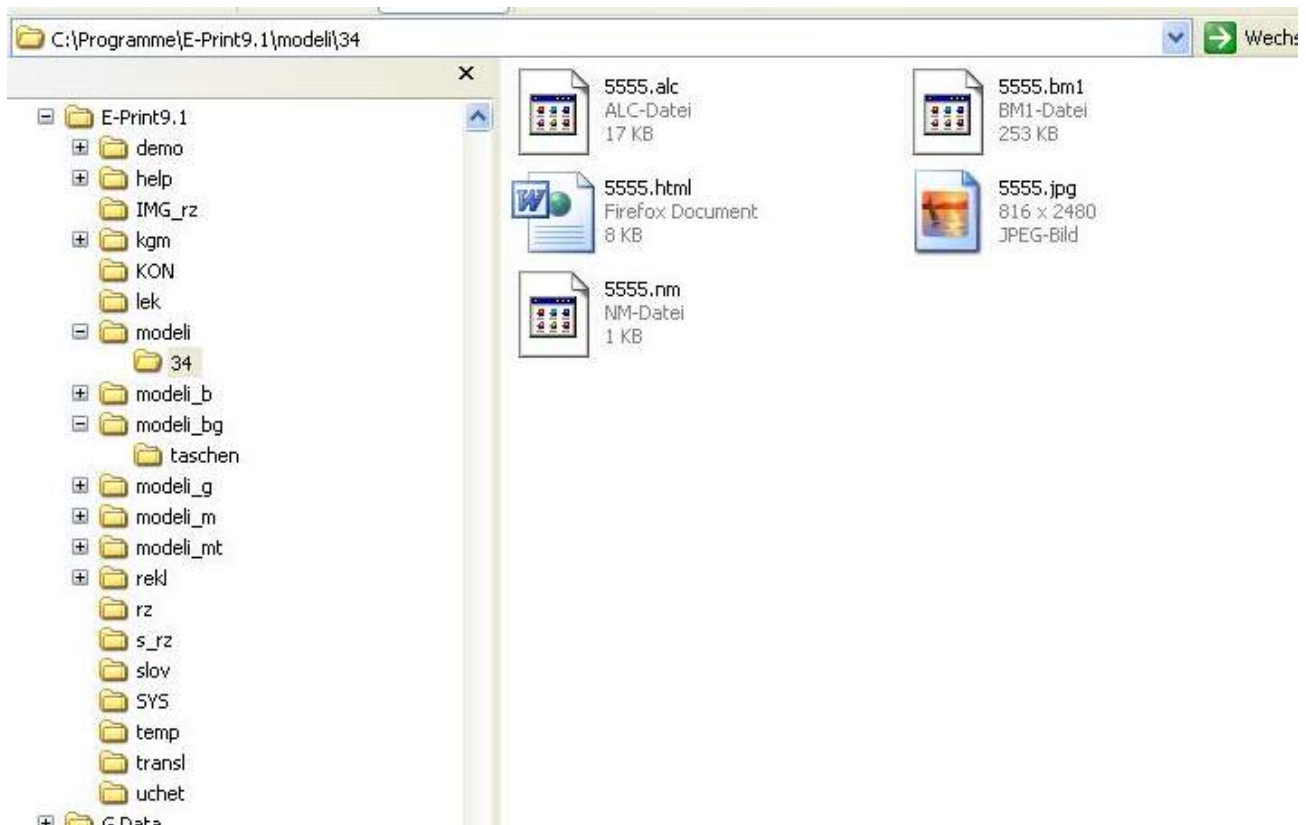 C:\Programme\E-Print9.1\modeli\34
Wechs
E-Print9.1
demo
help
IMG_rz
kgm
KON
lek
modeli
34
modeli_b
modeli_bg
taschen
modeli_g
modeli_m
modeli_mt
rekl
rz
s_rz
slov
SYS
temp
transl
uchet
G Data
5555.alc
ALC-Datei
17 KB
5555.bm1
BM1-Datei
253 KB
5555.html
Firefox Document
8 KB
5555.jpg
816 x 2480
JPEG-Bild
5555.nm
NM-Datei
1 KB